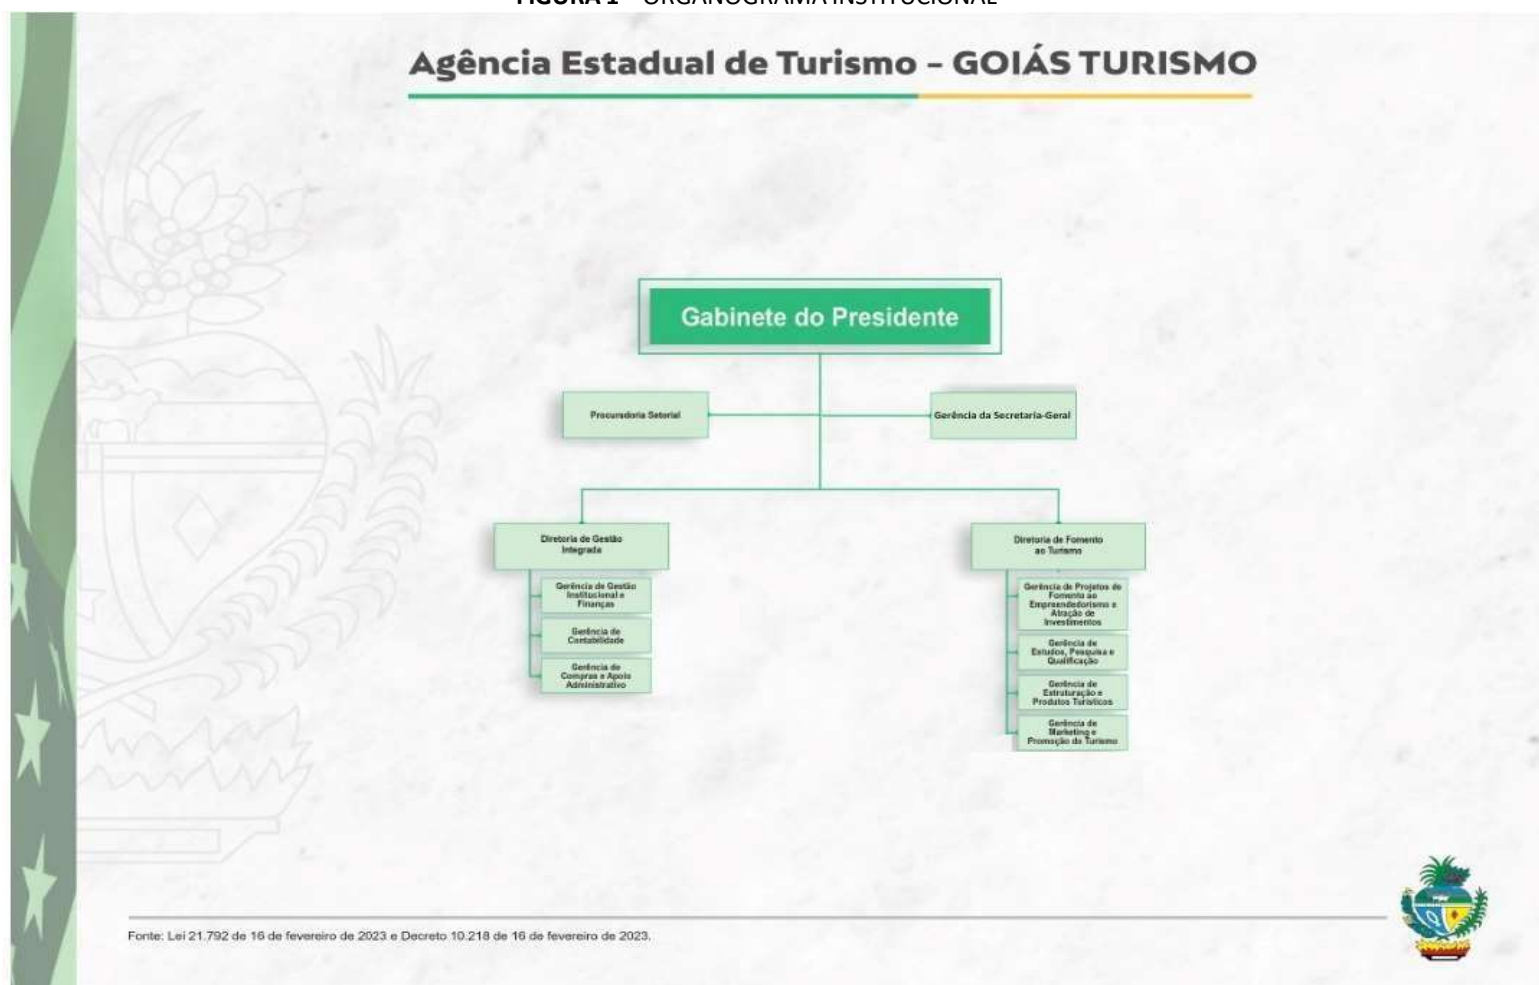 FIGURA 1 ORGANOGRAMA INSTITUCIONAL
Agência Estadual de Turismo – GOIÁS TURISMO
Gabinete do Presidente
Procuradoria Setorial
Gerência da Secretaria-Geral
Diretoria de Gestão
Integrada
Gerência de Gestão
Institucional e
Finanças
Gerência de
Contabilidade
Gerência de
Compras e Apoio
Administrativo
Diretoria de Fomento
ao Turismo
Gerência de Projetos de
Fomento ao
Empreendedorismo e
Atração de
Investimentos
Gerência de
Estudos, Pesquisa e
Qualificação
Gerência de
Estruturação e
Produtos Turísticos
Gerência de
Marketing e
Promoção do Turismo
Fonte: Lei 21.792 de 16 de fevereiro de 2023 e Decreto 10.218 de 16 de fevereiro de 2023.